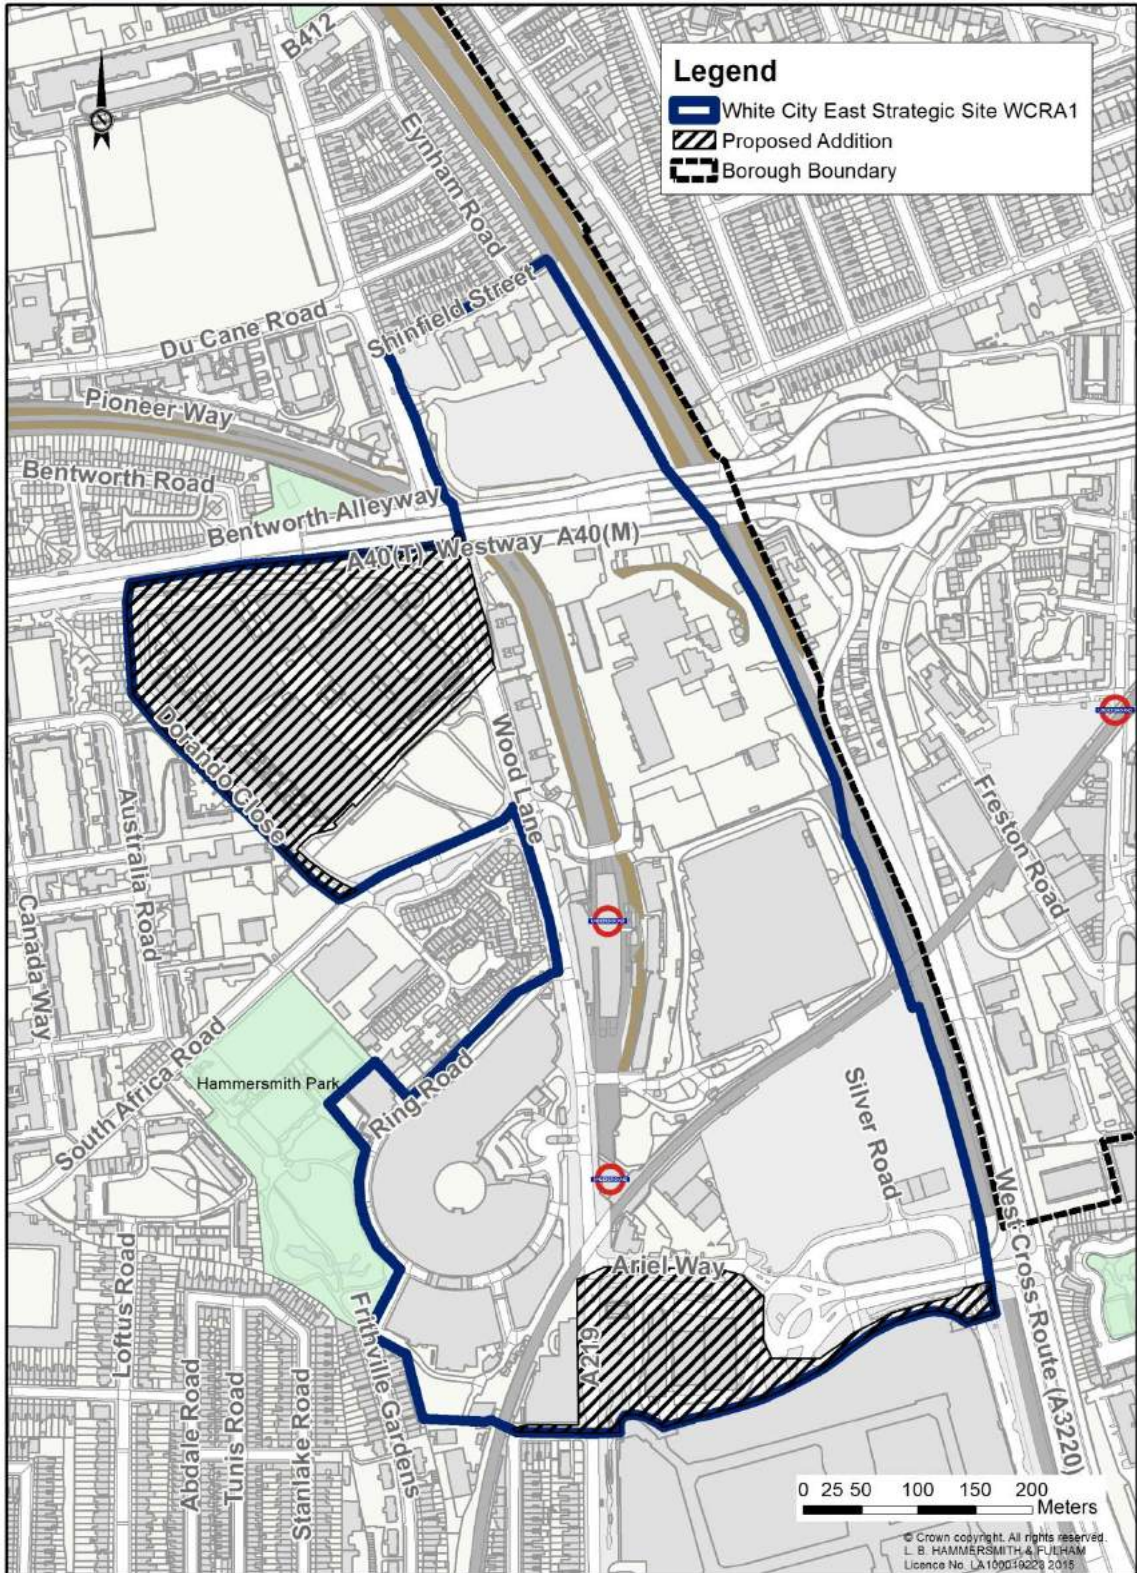 B412
Legend
White City East Strategic Site WCRA1
Proposed Addition
Borough Boundary
Eynham Road
Shinfield Street
Du Cane Road
Pioneer Way
Bentworth Road
Bentworth Alleyway
A40(T) Westway A40(M)
Dorando Close
Wood Lane
Australia Road
Canada Way
Freston Road
South Africa Road
Hammersmith Park
Ring Road
Silver Road
West Cross Route (A3220)
Ariel Way
A219
Loftus Road
Frithville Gardens
Abdale Road
Tunis Road
Stanlake Road
0 25 50 100 150 200
Meters
© Crown copyright. All rights reserved.
L. B. HAMMERSMITH & FULHAM
Licence No. LA100019223 2015